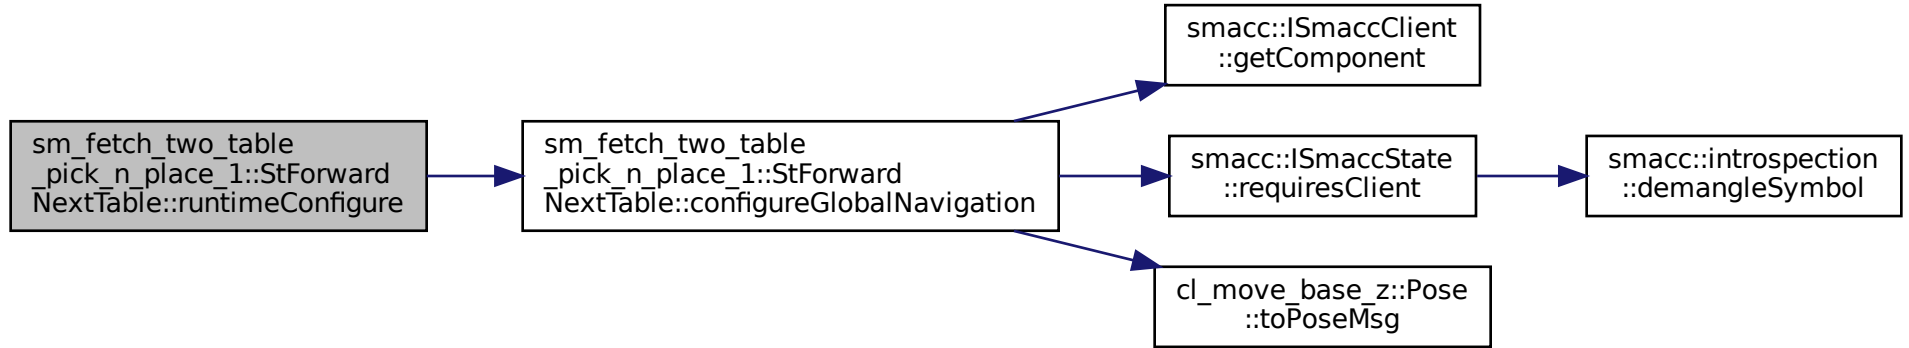 sm_fetch_two_table
_pick_n_place_1::StForward
NextTable::runtimeConfigure
sm_fetch_two_table
_pick_n_place_1::StForward
NextTable::configureGlobalNavigation
smacc::ISmaccClient
::getComponent
smacc::ISmaccState
::requiresClient
smacc::introspection
::demangleSymbol
cl_move_base_z::Pose
::toPoseMsg